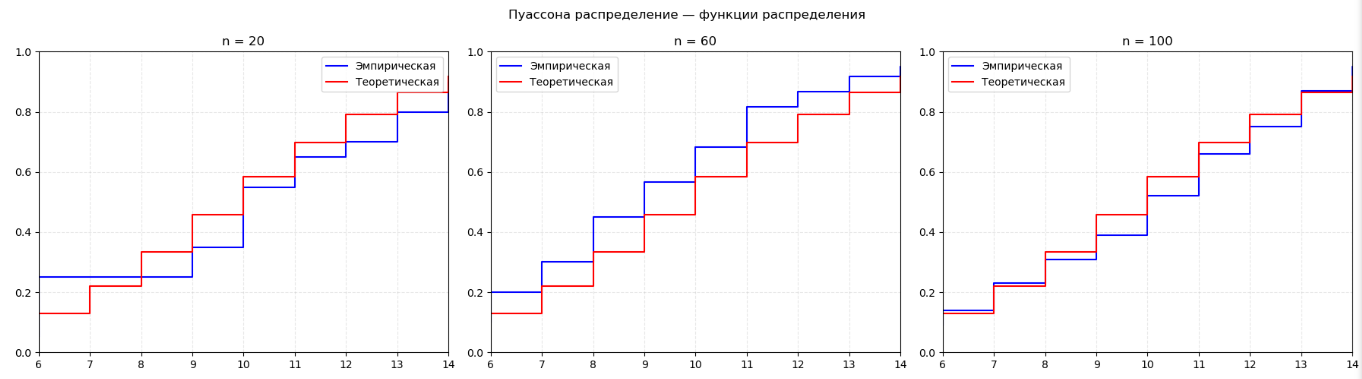 Пуассона распределение — функции распределения
n = 20
1.0
0.8
0.6
0.4
0.2
0.0
6 7 8 9 10 11 12 13 14
Эмпирическая
Теоретическая
n = 60
1.0
0.8
0.6
0.4
0.2
0.0
6 7 8 9 10 11 12 13 14
Эмпирическая
Теоретическая
n = 100
1.0
0.8
0.6
0.4
0.2
0.0
6 7 8 9 10 11 12 13 14
Эмпирическая
Теоретическая